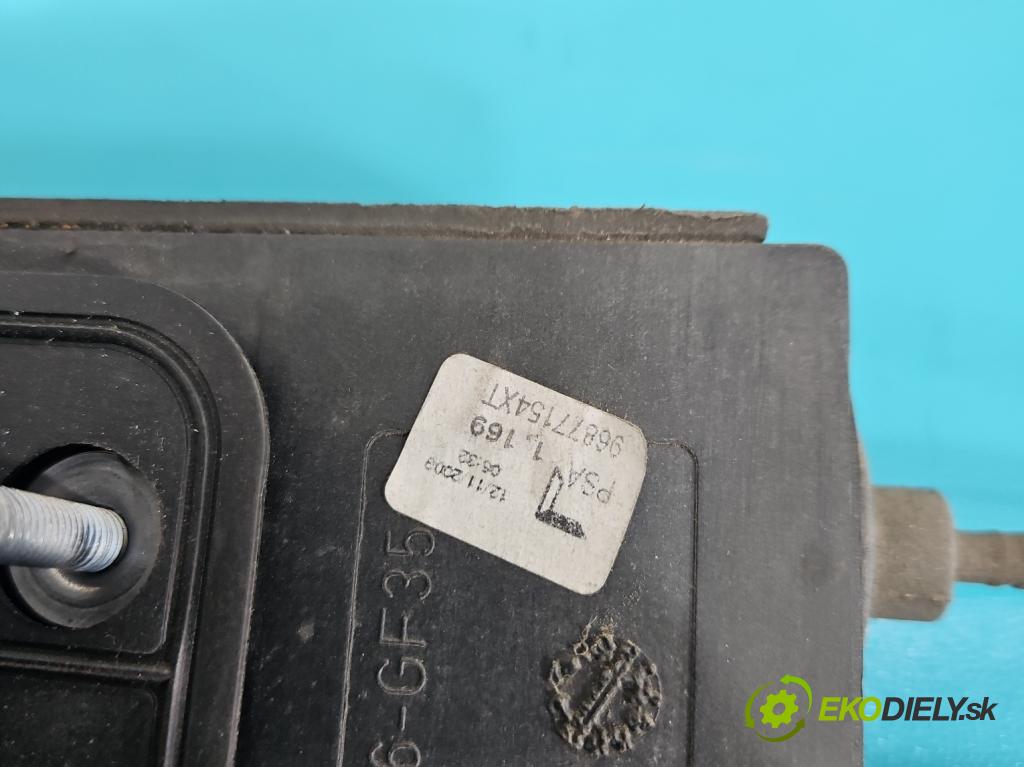 96877154XT
PSA 1. 169
12/11/2009
06:32
6-GF35
EKODIELY.sk